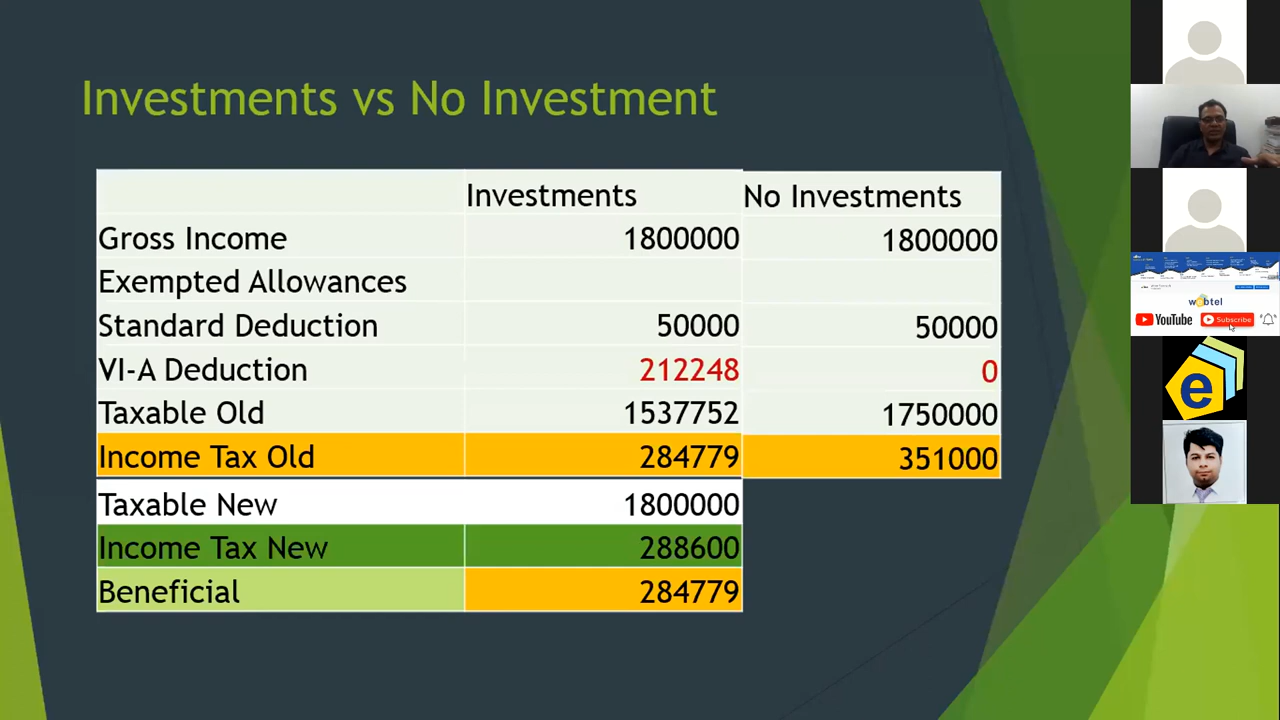 Investments vs No Investment
Investments No Investments
Gross Income 1800000 1800000
Exempted Allowances
Standard Deduction 50000 50000
VI-A Deduction 212248 0
Taxable Old 1537752 1750000
Income Tax Old 284779 351000
Taxable New 1800000
Income Tax New 288600
Beneficial 284779
webtel
YouTube Subscribe
e